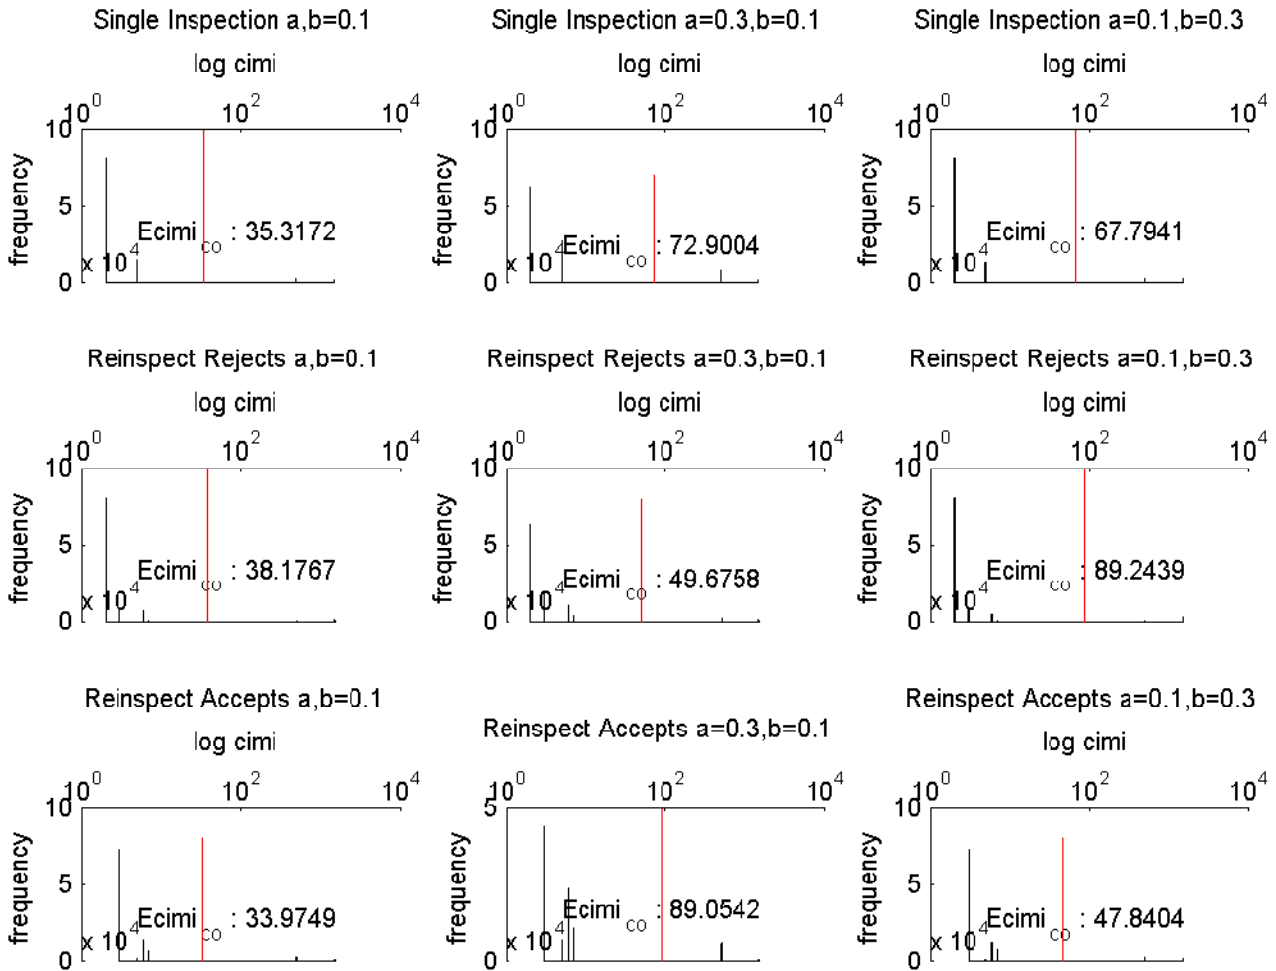 Single Inspection a,b=0.1
log cimi
10^0 10^2 10^4
10
5
0
frequency
x 10^4
Ecimi_co : 35.3172
Single Inspection a=0.3,b=0.1
log cimi
10^0 10^2 10^4
10
5
0
frequency
x 10^4
Ecimi_co : 72.9004
Single Inspection a=0.1,b=0.3
log cimi
10^0 10^2 10^4
10
5
0
frequency
x 10^4
Ecimi_co : 67.7941
Reinspect Rejects a,b=0.1
log cimi
10^0 10^2 10^4
10
5
0
frequency
x 10^4
Ecimi_co : 38.1767
Reinspect Rejects a=0.3,b=0.1
log cimi
10^0 10^2 10^4
10
5
0
frequency
x 10^4
Ecimi_co : 49.6758
Reinspect Rejects a=0.1,b=0.3
log cimi
10^0 10^2 10^4
10
5
0
frequency
x 10^4
Ecimi_co : 89.2439
Reinspect Accepts a,b=0.1
log cimi
10^0 10^2 10^4
10
5
0
frequency
x 10^4
Ecimi_co : 33.9749
Reinspect Accepts a=0.3,b=0.1
10^0 10^2 10^4
5
0
frequency
x 10^4
Ecimi_co : 89.0542
Reinspect Accepts a=0.1,b=0.3
log cimi
10^0 10^2 10^4
10
5
0
frequency
x 10^4
Ecimi_co : 47.8404